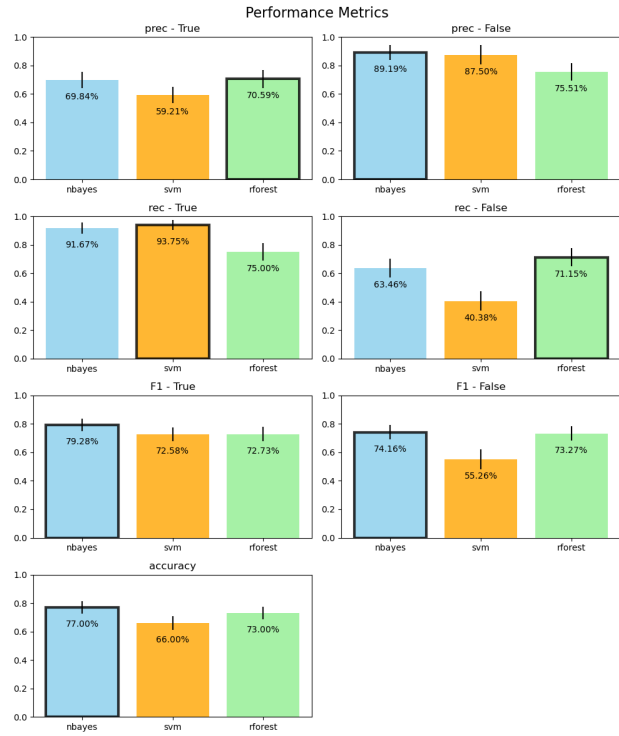 Performance Metrics
prec - True
1.0
0.8
0.6
0.4
0.2
0.0
69.84%
59.21%
70.59%
nbayes
svm
rforest
prec - False
1.0
0.8
0.6
0.4
0.2
0.0
89.19%
87.50%
75.51%
nbayes
svm
rforest
rec - True
1.0
0.8
0.6
0.4
0.2
0.0
91.67%
93.75%
75.00%
nbayes
svm
rforest
rec - False
1.0
0.8
0.6
0.4
0.2
0.0
63.46%
40.38%
71.15%
nbayes
svm
rforest
F1 - True
1.0
0.8
0.6
0.4
0.2
0.0
79.28%
72.58%
72.73%
nbayes
svm
rforest
F1 - False
1.0
0.8
0.6
0.4
0.2
0.0
74.16%
55.26%
73.27%
nbayes
svm
rforest
accuracy
1.0
0.8
0.6
0.4
0.2
0.0
77.00%
66.00%
73.00%
nbayes
svm
rforest